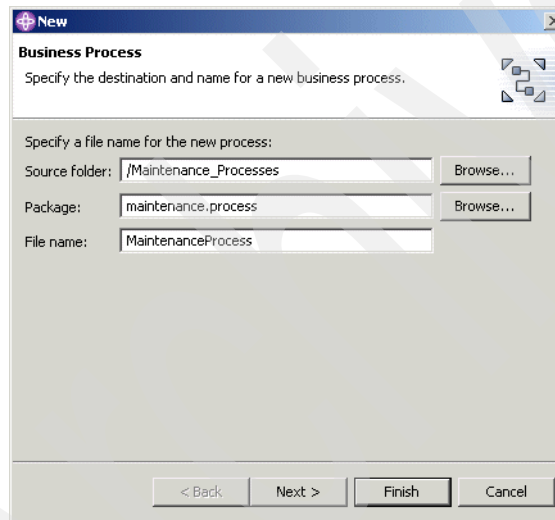 New
Business Process
Specify the destination and name for a new business process.
Specify a file name for the new process:
Source folder: /Maintenance_Processes Browse...
Package: maintenance.process Browse...
File name: MaintenanceProcess
< Back Next > Finish Cancel